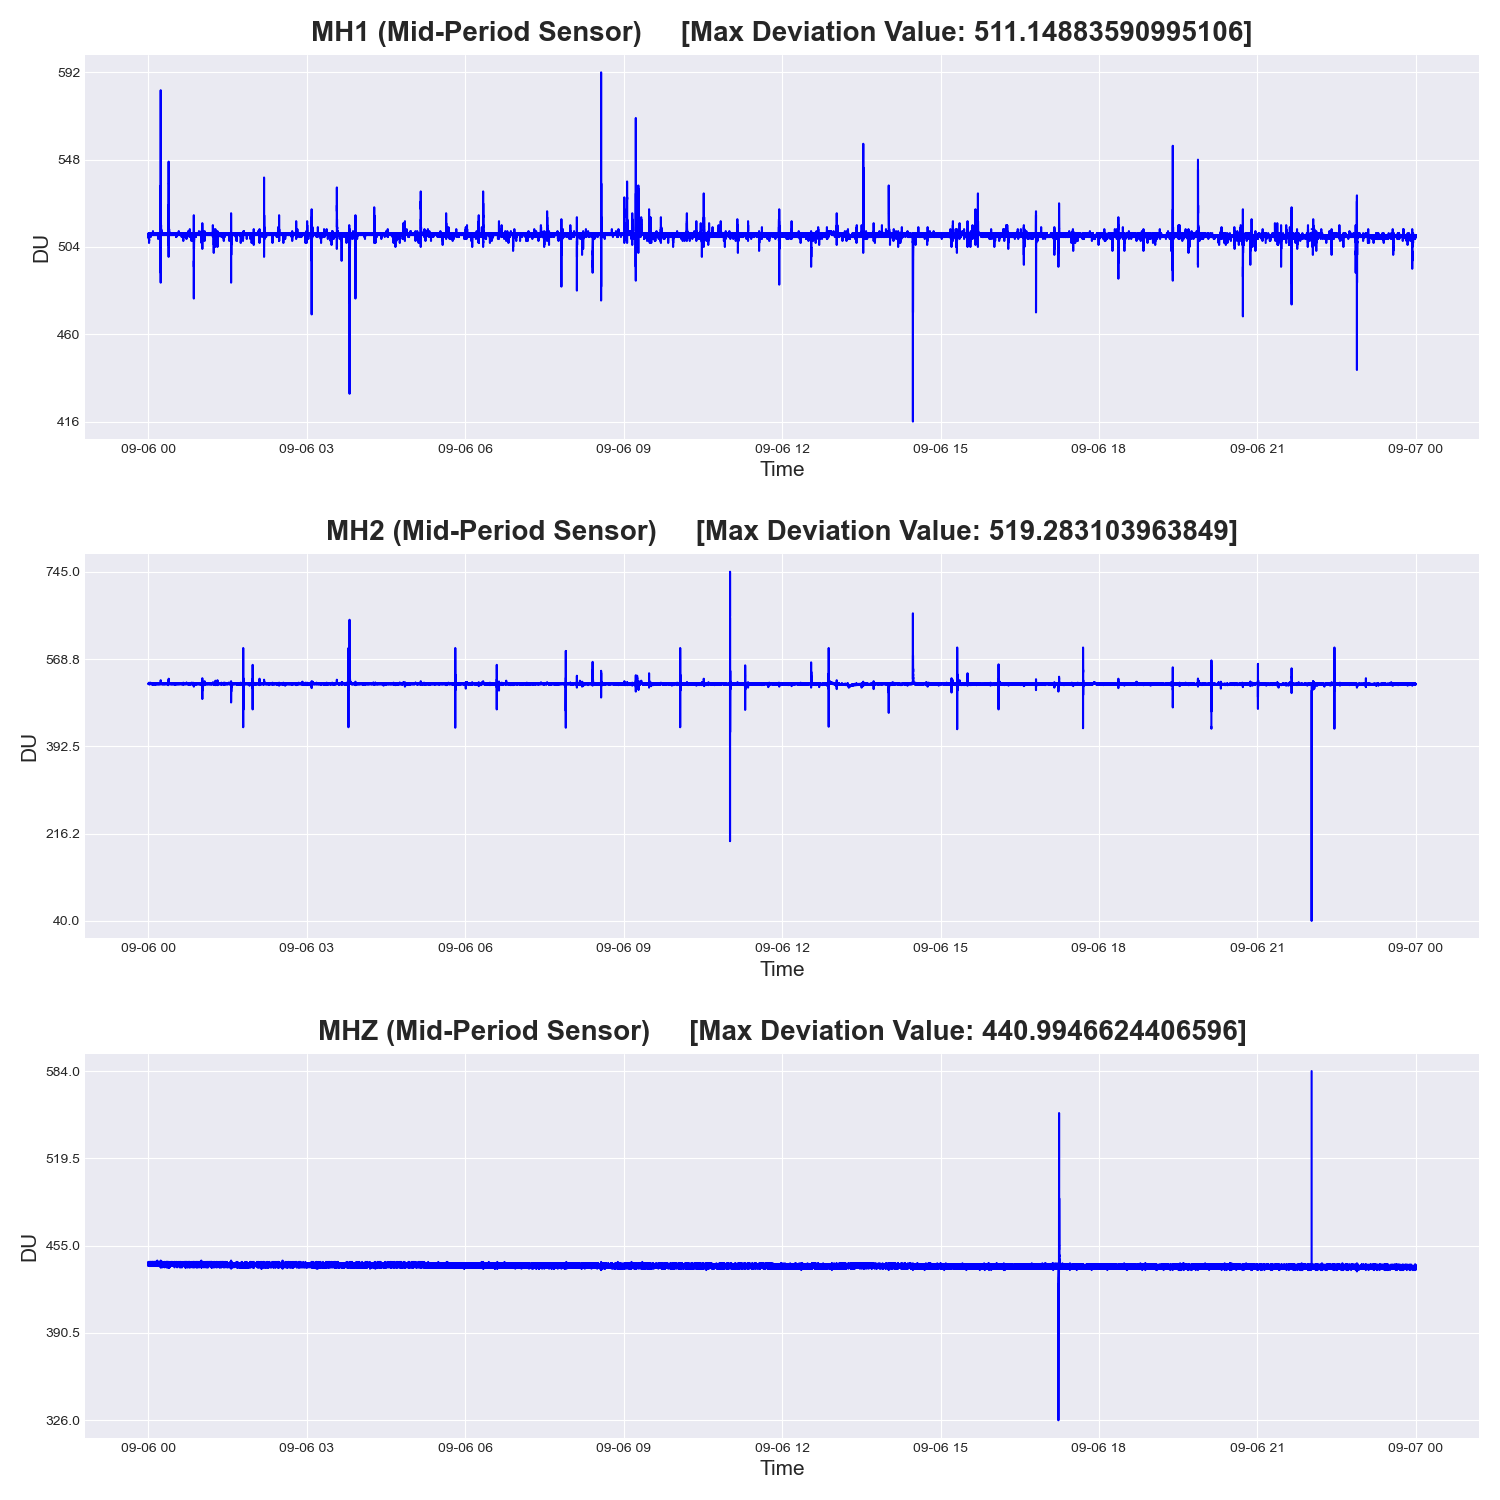 MH1 (Mid-Period Sensor) [Max Deviation Value: 511.14883590995106]
592
548
504
460
416
DU
09-06 00 09-06 03 09-06 06 09-06 09 09-06 12 09-06 15 09-06 18 09-06 21 09-07 00
Time
MH2 (Mid-Period Sensor) [Max Deviation Value: 519.283103963849]
745.0
568.8
392.5
216.2
40.0
DU
09-06 00 09-06 03 09-06 06 09-06 09 09-06 12 09-06 15 09-06 18 09-06 21 09-07 00
Time
MHZ (Mid-Period Sensor) [Max Deviation Value: 440.9946624406596]
584.0
519.5
455.0
390.5
326.0
DU
09-06 00 09-06 03 09-06 06 09-06 09 09-06 12 09-06 15 09-06 18 09-06 21 09-07 00
Time